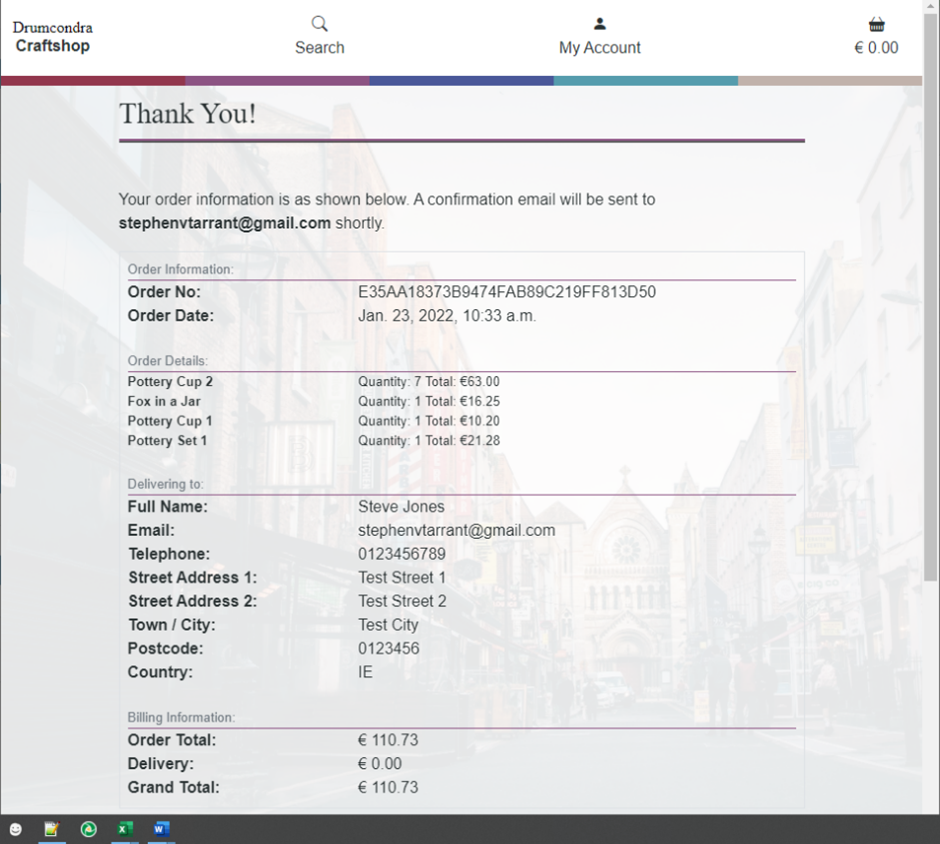 Drumcondra
Craftshop
Search
My Account
€ 0.00
Thank You!
Your order information is as shown below. A confirmation email will be sent to
stephenvtarrant@gmail.com shortly.
Order Information:
Order No: E35AA18373B9474FAB89C219FF813D50
Order Date: Jan. 23, 2022, 10:33 a.m.
Order Details:
Pottery Cup 2 Quantity: 7 Total: €63.00
Fox in a Jar Quantity: 1 Total: €16.25
Pottery Cup 1 Quantity: 1 Total: €10.20
Pottery Set 1 Quantity: 1 Total: €21.28
Delivering to:
Full Name: Steve Jones
Email: stephenvtarrant@gmail.com
Telephone: 0123456789
Street Address 1: Test Street 1
Street Address 2: Test Street 2
Town / City: Test City
Postcode: 0123456
Country: IE
Billing Information:
Order Total: € 110.73
Delivery: € 0.00
Grand Total: € 110.73